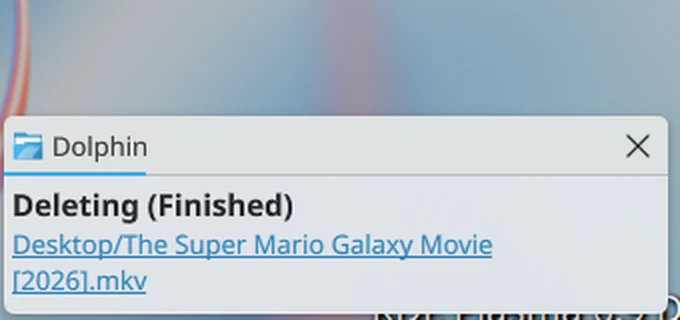 Dolphin
Deleting (Finished)
Desktop/The Super Mario Galaxy Movie
[2026].mkv